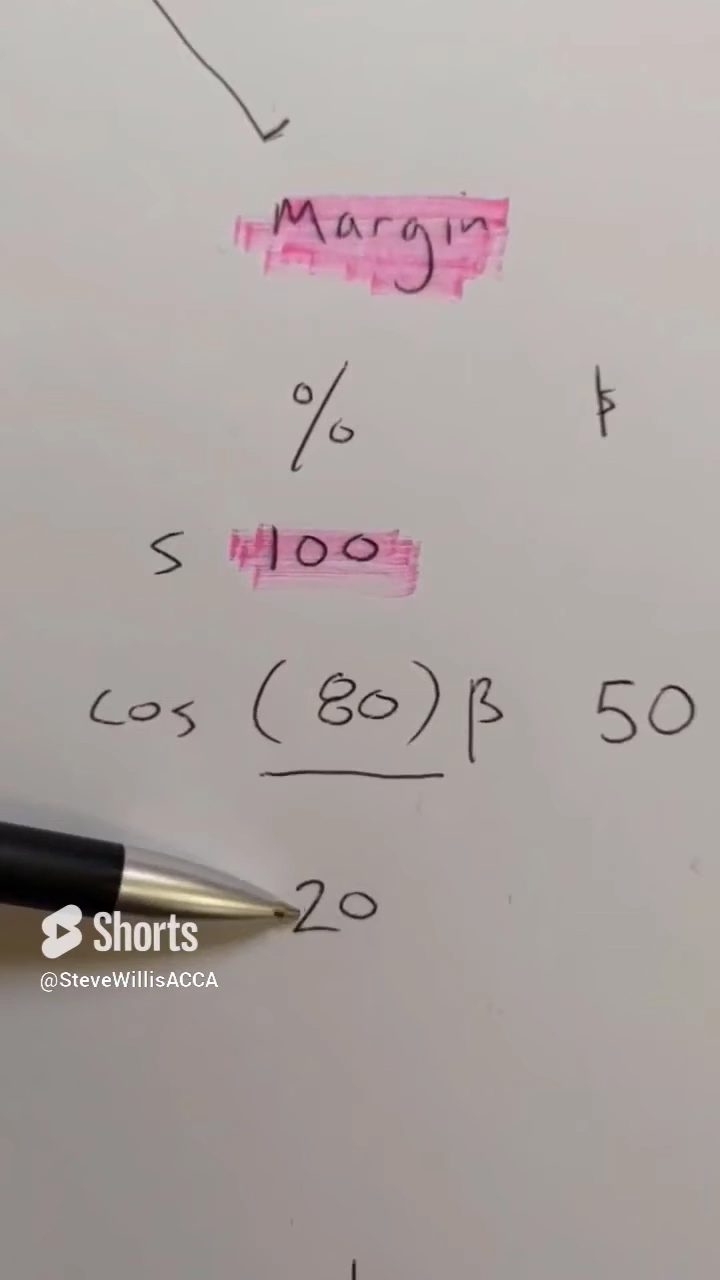 Margin
% $
S 100
cos (80) β 50
20
Shorts
@SteveWillisACCA